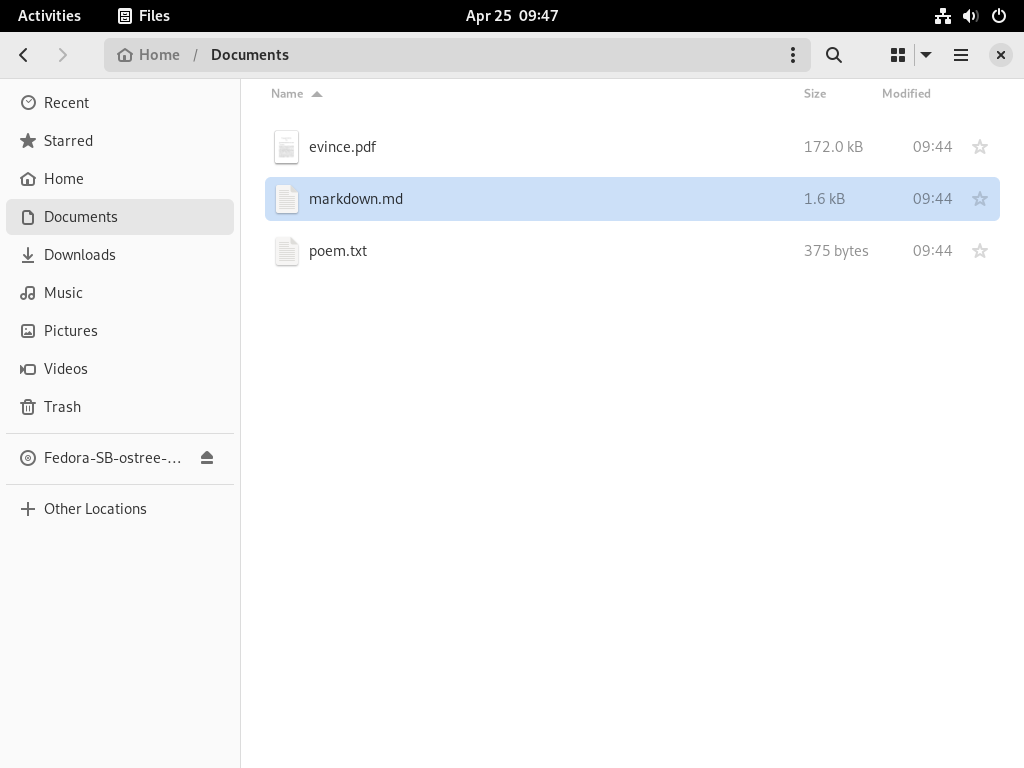 Activities
Files
Apr 25 09:47
Home / Documents
Recent
Starred
Home
Documents
Downloads
Music
Pictures
Videos
Trash
Fedora-SB-ostree-…
Other Locations
Name Size Modified
evince.pdf 172.0 kB 09:44
markdown.md 1.6 kB 09:44
poem.txt 375 bytes 09:44